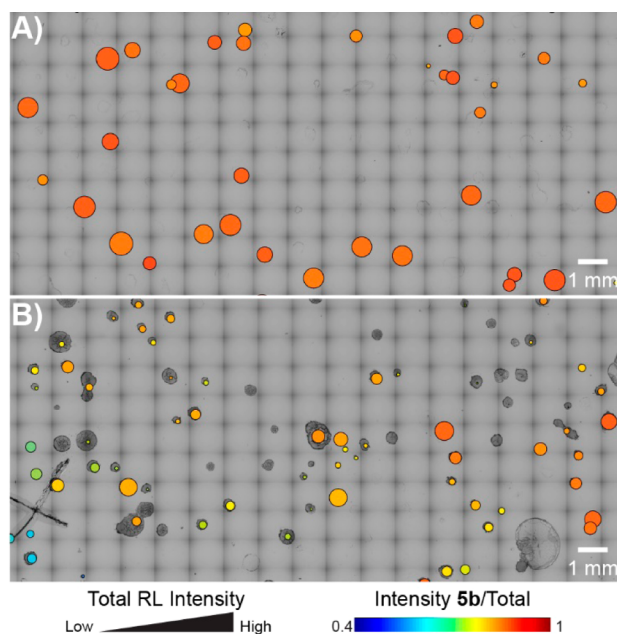 A)
1 mm
B)
1 mm
Total RL Intensity
Low High
Intensity 5b/Total
0.4 1